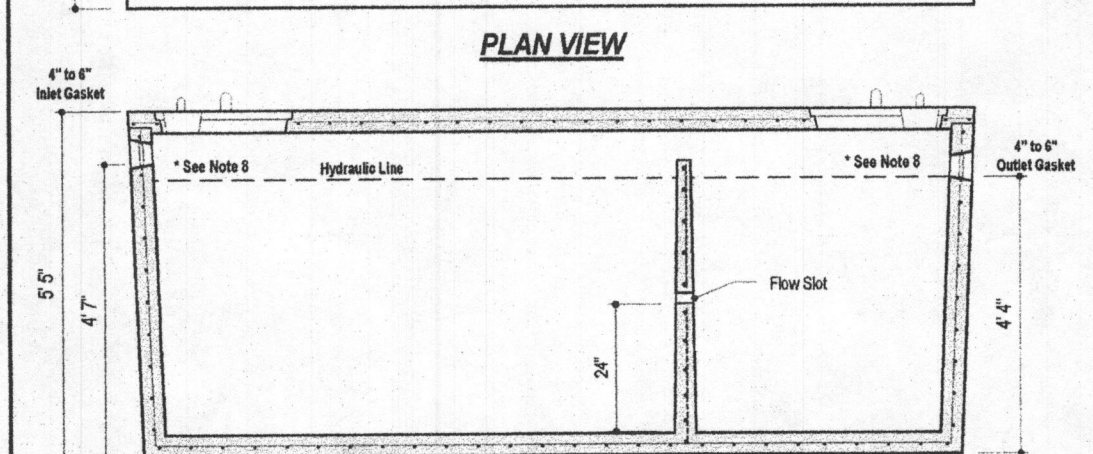 PLAN VIEW
4" to 6"
Inlet Gasket
* See Note 8
Hydraulic Line
* See Note 8
4" to 6"
Outlet Gasket
Flow Slot
5' 5"
4' 7"
24"
4' 4"